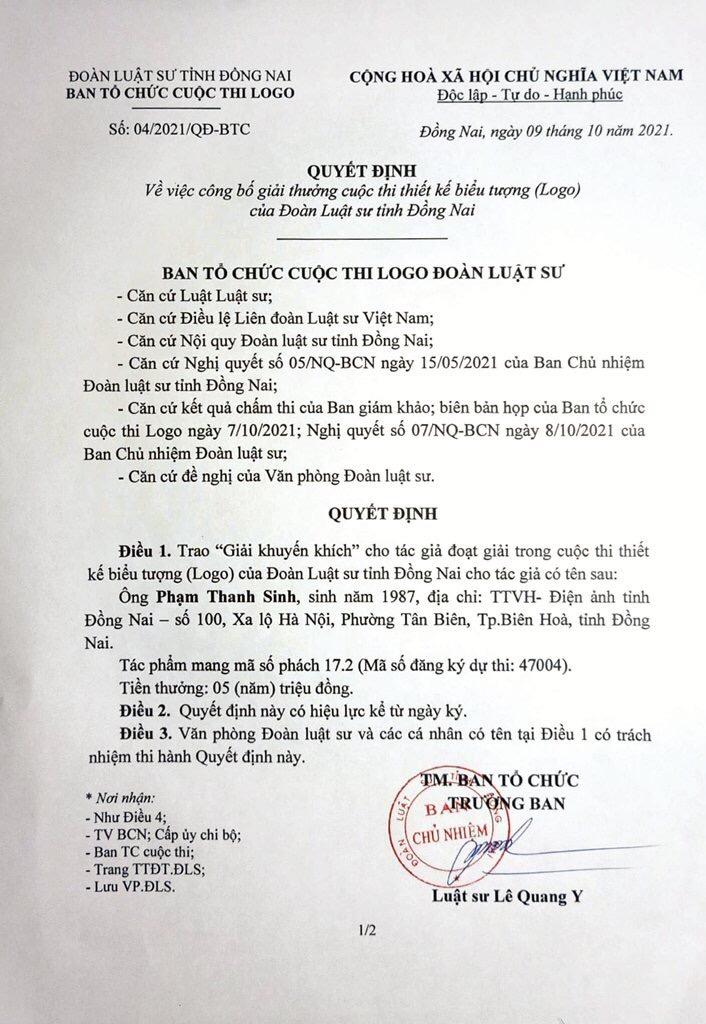 ĐOÀN LUẬT SƯ TỈNH ĐỒNG NAI
BAN TỔ CHỨC CUỘC THI LOGO
Số: 04/2021/QĐ-BTC
CỘNG HOÀ XÃ HỘI CHỦ NGHĨA VIỆT NAM
Độc lập - Tự do - Hạnh phúc
Đồng Nai, ngày 09 tháng 10 năm 2021.
QUYẾT ĐỊNH
Về việc công bố giải thưởng cuộc thi thiết kế biểu tượng (Logo)
của Đoàn Luật sư tỉnh Đồng Nai
BAN TỔ CHỨC CUỘC THI LOGO ĐOÀN LUẬT SƯ
- Căn cứ Luật Luật sư;
- Căn cứ Điều lệ Liên đoàn Luật sư Việt Nam;
- Căn cứ Nội quy Đoàn luật sư tỉnh Đồng Nai;
- Căn cứ Nghị quyết số 05/NQ-BCN ngày 15/05/2021 của Ban Chủ nhiệm
Đoàn luật sư tỉnh Đồng Nai;
- Căn cứ kết quả chấm thi của Ban giám khảo; biên bản họp của Ban tổ chức
cuộc thi Logo ngày 7/10/2021; Nghị quyết số 07/NQ-BCN ngày 8/10/2021 của
Ban Chủ nhiệm Đoàn luật sư;
- Căn cứ đề nghị của Văn phòng Đoàn luật sư.
QUYẾT ĐỊNH
Điều 1. Trao “Giải khuyến khích” cho tác giả đoạt giải trong cuộc thi thiết
kế biểu tượng (Logo) của Đoàn Luật sư tỉnh Đồng Nai cho tác giả có tên sau:
Ông Phạm Thanh Sinh, sinh năm 1987, địa chỉ: TTVH- Điện ảnh tỉnh
Đồng Nai – số 100, Xa lộ Hà Nội, Phường Tân Biên, Tp.Biên Hoà, tỉnh Đồng
Nai.
Tác phẩm mang mã số phách 17.2 (Mã số đăng ký dự thi: 47004).
Tiền thưởng: 05 (năm) triệu đồng.
Điều 2. Quyết định này có hiệu lực kể từ ngày ký.
Điều 3. Văn phòng Đoàn luật sư và các cá nhân có tên tại Điều 1 có trách
nhiệm thi hành Quyết định này.
* Nơi nhận:
- Như Điều 4;
- TV BCN; Cấp ủy chi bộ;
- Ban TC cuộc thi;
- Trang TTĐT.ĐLS;
- Lưu VP.ĐLS.
TM. BAN TỔ CHỨC
TRƯỞNG BAN
BAN
CHỦ NHIỆM
Luật sư Lê Quang Y
1/2